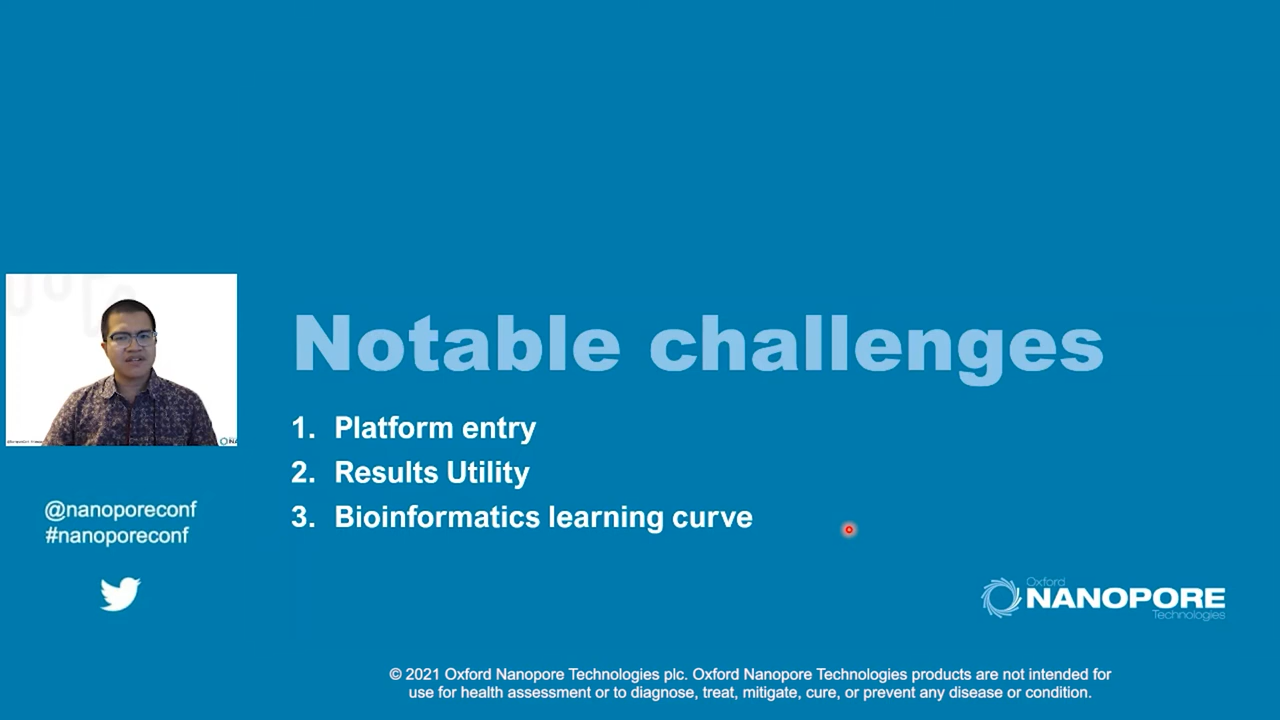 Notable challenges
1. Platform entry
2. Results Utility
3. Bioinformatics learning curve
@nanoporeconf
#nanoporeconf
Oxford
NANOPORE
Technologies
© 2021 Oxford Nanopore Technologies plc. Oxford Nanopore Technologies products are not intended for
use for health assessment or to diagnose, treat, mitigate, cure, or prevent any disease or condition.